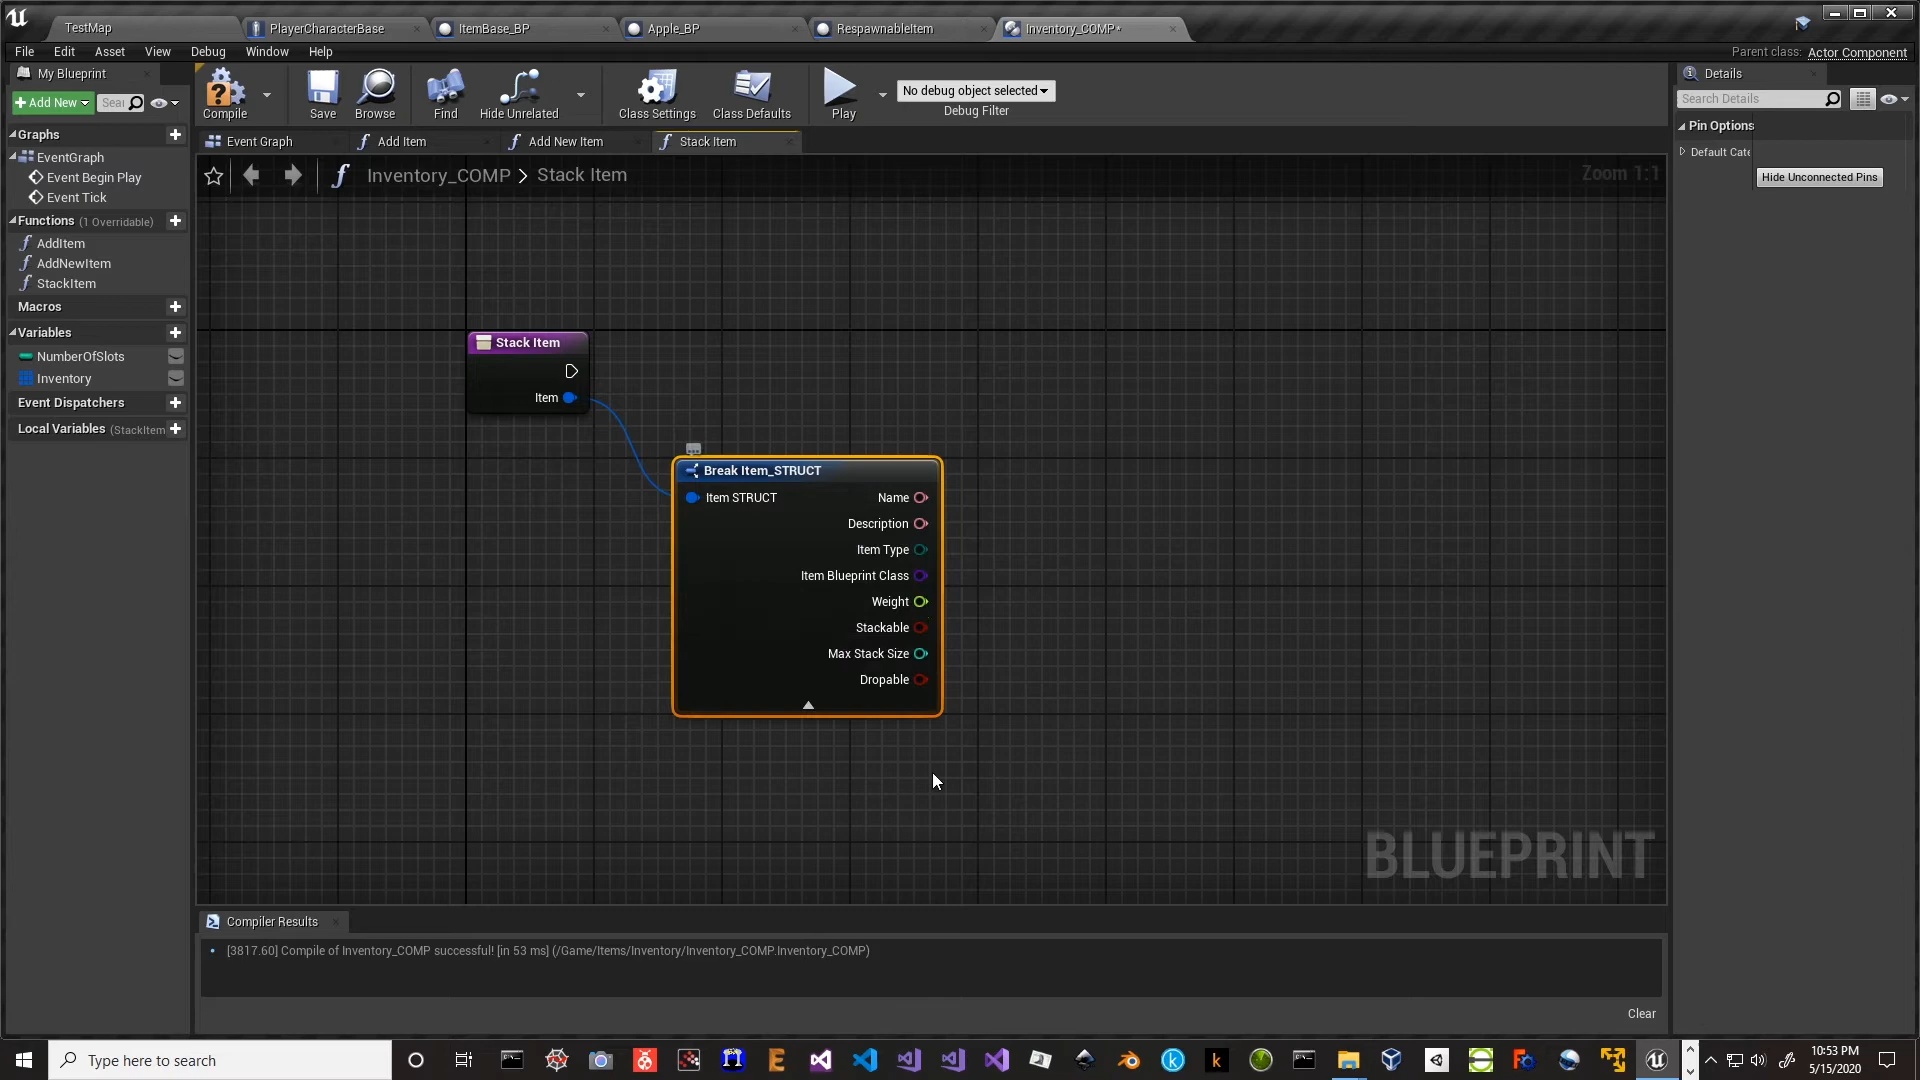 TestMap
PlayerCharacterBase
ItemBase_BP
Apple_BP
RespawnableItem
Inventory_COMP*
File Edit Asset View Debug Window Help
Parent class: Actor Component
My Blueprint
Add New
Sear
Compile
Save
Browse
Find
Hide Unrelated
Class Settings
Class Defaults
Play
No debug object selected
Debug Filter
Details
Search Details
Pin Options
Default Cate
Hide Unconnected Pins
Graphs
EventGraph
Event Begin Play
Event Tick
Functions (1 Overridable)
AddItem
AddNewItem
StackItem
Macros
Variables
NumberOfSlots
Inventory
Event Dispatchers
Local Variables (StackItem
Event Graph
Add Item
Add New Item
Stack Item
Inventory_COMP > Stack Item
Zoom 1:1
Stack Item
Item
Break Item_STRUCT
Item STRUCT
Name
Description
Item Type
Item Blueprint Class
Weight
Stackable
Max Stack Size
Dropable
BLUEPRINT
Compiler Results
[3817.60] Compile of Inventory_COMP successful! [in 53 ms] (/Game/Items/Inventory/Inventory_COMP.Inventory_COMP)
Clear
Type here to search
10:53 PM
5/15/2020